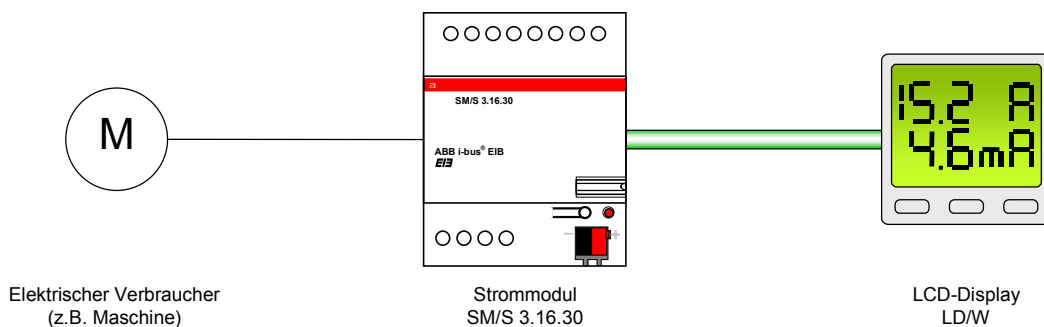 a
SM/S 3.16.30
ABB i-bus® EIB
EIB
M
15.2 A
4.6mA
− +
Elektrischer Verbraucher
(z.B. Maschine)
Strommodul
SM/S 3.16.30
LCD-Display
LD/W